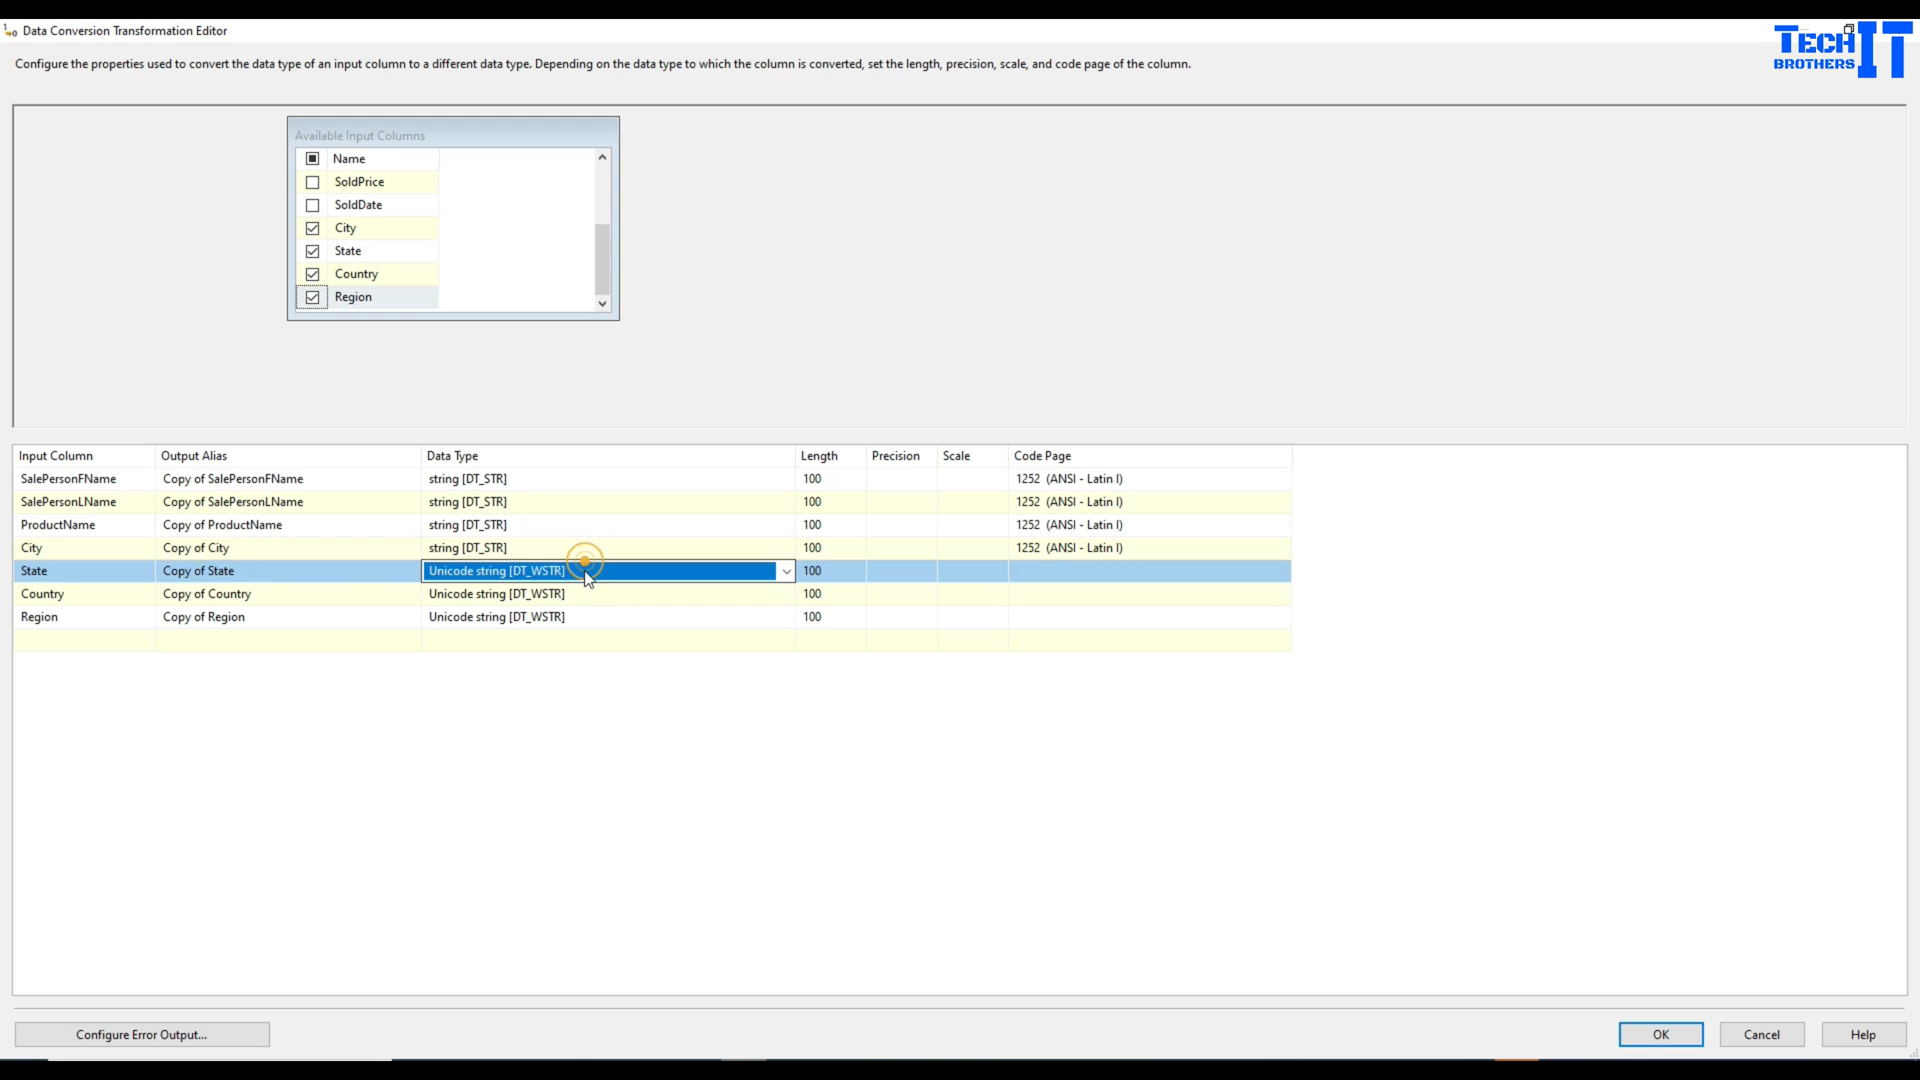 Data Conversion Transformation Editor
TECH IT
BROTHERS
Configure the properties used to convert the data type of an input column to a different data type. Depending on the data type to which the column is converted, set the length, precision, scale, and code page of the column.
Available Input Columns
Name
SoldPrice
SoldDate
City
State
Country
Region
Input Column Output Alias Data Type Length Precision Scale Code Page
SalePersonFName Copy of SalePersonFName string [DT_STR] 100 1252 (ANSI - Latin I)
SalePersonLName Copy of SalePersonLName string [DT_STR] 100 1252 (ANSI - Latin I)
ProductName Copy of ProductName string [DT_STR] 100 1252 (ANSI - Latin I)
City Copy of City string [DT_STR] 100 1252 (ANSI - Latin I)
State Copy of State Unicode string [DT_WSTR] 100
Country Copy of Country Unicode string [DT_WSTR] 100
Region Copy of Region Unicode string [DT_WSTR] 100
Configure Error Output... OK Cancel Help